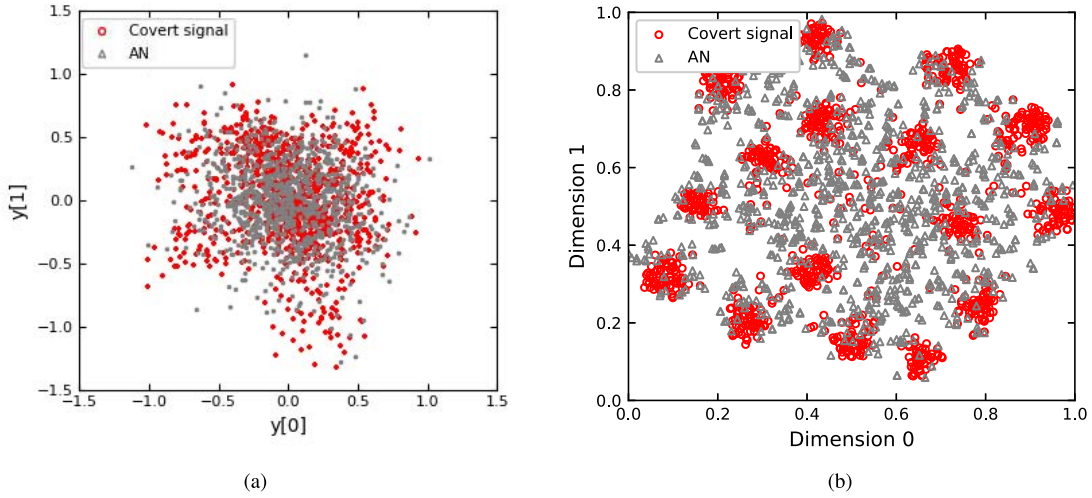 Covert signal
AN
1.5
1.0
0.5
0.0
−0.5
−1.0
−1.5
y[1]
−1.5 −1.0 −0.5 0.0 0.5 1.0 1.5
y[0]
(a)
Covert signal
AN
1.0
0.8
0.6
0.4
0.2
0.0
Dimension 1
0.0 0.2 0.4 0.6 0.8 1.0
Dimension 0
(b)